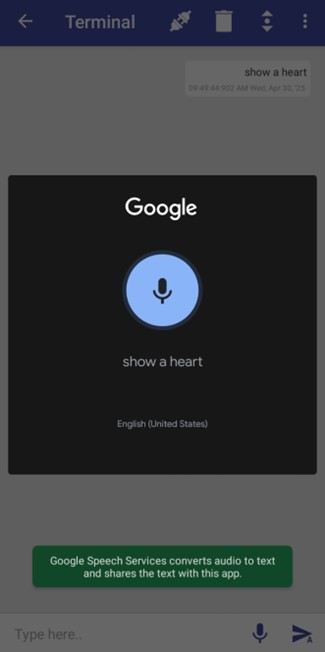 Terminal
show a heart
09:49:44:902 AM Wed, Apr 30, '25
Google
show a heart
English (United States)
Google Speech Services converts audio to text
and shares the text with this app.
Type here..
A